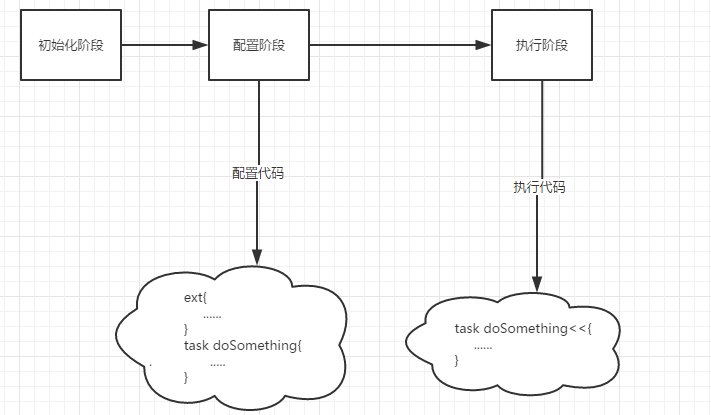 初始化阶段
配置阶段
执行阶段
配置代码
执行代码
ext{
......
}
task doSomething{
. .....
}
task doSomething<<{
......
}